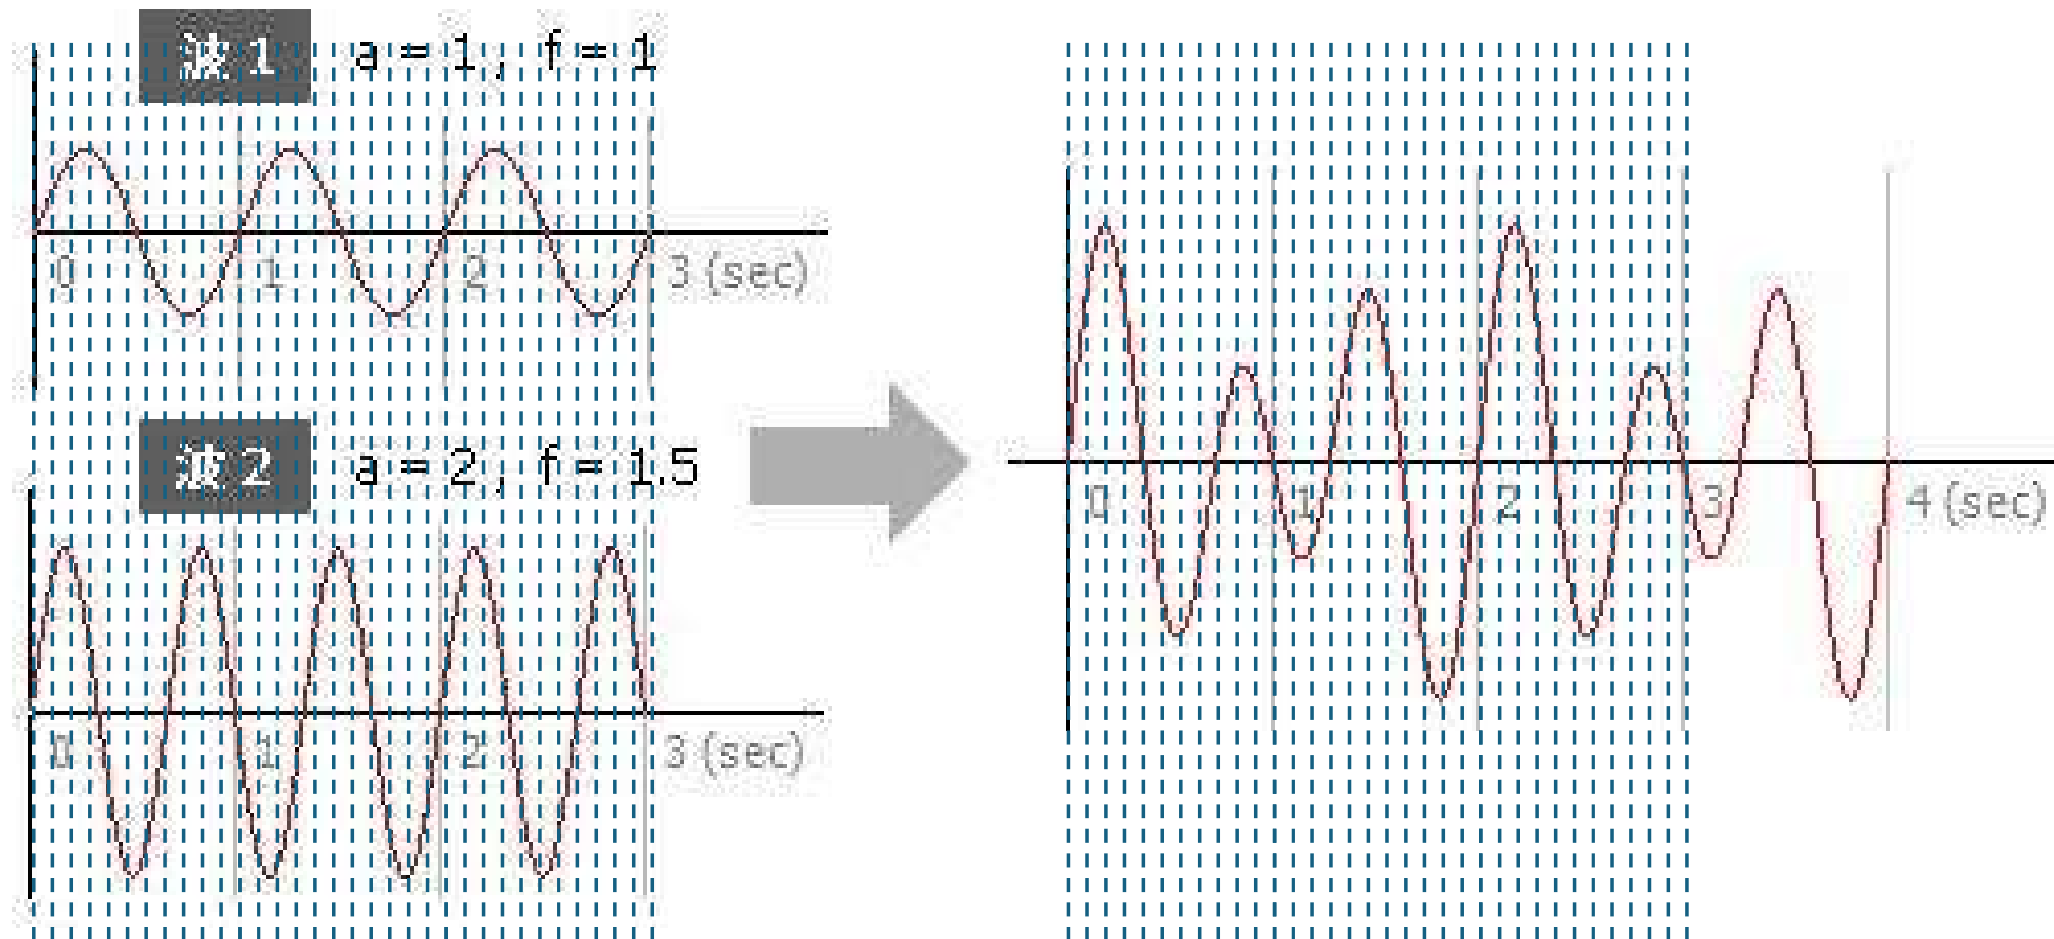 波 1 a = 1 , f = 1
0 1 2 3 (sec)
波 2 a = 2 , f = 1.5
0 1 2 3 (sec)
0 1 2 3 4 (sec)